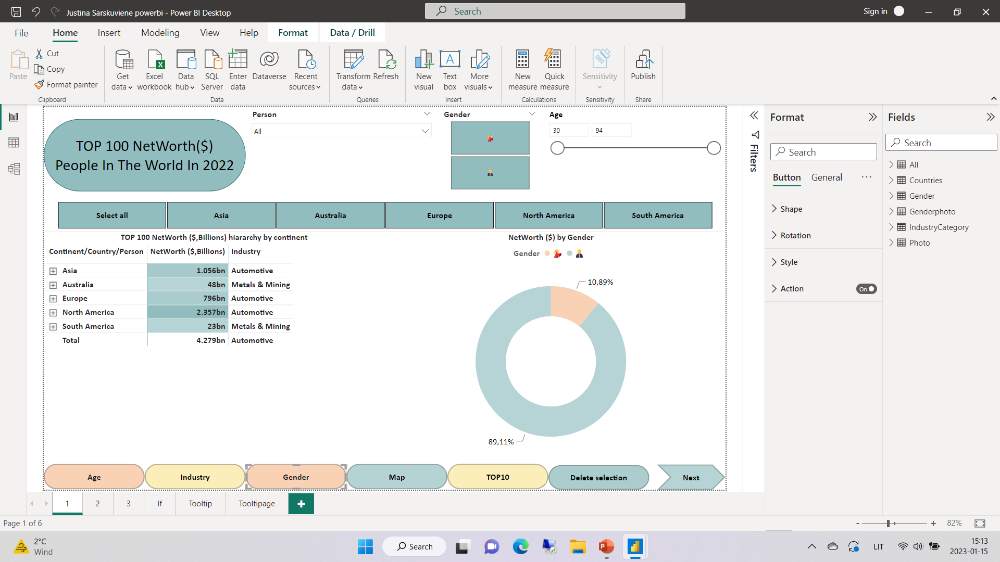 Justina Sarskuviene powerbi - Power BI Desktop
Search
Sign in
File
Home
Insert
Modeling
View
Help
Format
Data / Drill
Paste
Cut
Copy
Format painter
Clipboard
Get data
Excel workbook
Data hub
SQL Server
Enter data
Dataverse
Recent sources
Data
Transform data
Refresh
Queries
New visual
Text box
More visuals
Insert
New measure
Quick measure
Calculations
Sensitivity
Sensitivity
Publish
Share
TOP 100 NetWorth($)
People In The World In 2022
Person
All
Gender
Age
30
94
Select all
Asia
Australia
Europe
North America
South America
TOP 100 NetWorth ($,Billions) hiararchy by continent
Continent/Country/Person NetWorth ($,Billions) Industry
Asia 1.056bn Automotive
Australia 48bn Metals & Mining
Europe 796bn Automotive
North America 2.357bn Automotive
South America 23bn Metals & Mining
Total 4.279bn Automotive
NetWorth ($) by Gender
Gender
10,89%
89,11%
Age
Industry
Gender
Map
TOP10
Delete selection
Next
Filters
Format
Search
Button
General
Shape
Rotation
Style
Action
On
Fields
Search
All
Countries
Gender
Genderphoto
IndustryCategory
Photo
1
2
3
If
Tooltip
Tooltipage
Page 1 of 6
82%
2°C
Wind
Search
LIT
15:13
2023-01-15